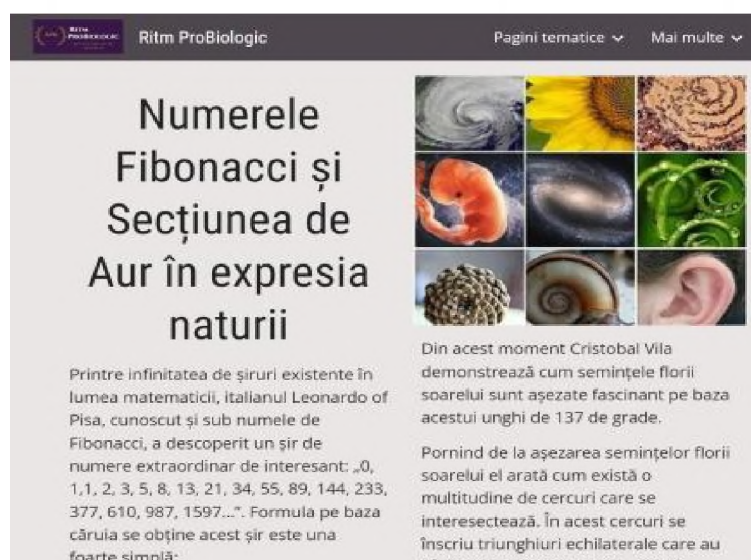 RITM
PROBIOLOGIC
Ritm ProBiologic
Pagini tematice
Mai multe
Numerele
Fibonacci și
Secțiunea de
Aur în expresia
naturii
Printre infinitatea de șiruri existente în
lumea matematicii, italianul Leonardo of
Pisa, cunoscut și sub numele de
Fibonacci, a descoperit un șir de
numere extraordinar de interesant: „0,
1,1, 2, 3, 5, 8, 13, 21, 34, 55, 89, 144, 233,
377, 610, 987, 1597...”. Formula pe baza
căruia se obține acest șir este una
foarte simplă:
Din acest moment Cristobal Vila
demonstrează cum semințele florii
soarelui sunt așezate fascinant pe baza
acestui unghi de 137 de grade.
Pornind de la așezarea semințelor florii
soarelui el arată cum există o
multitudine de cercuri care se
interesectează. În acest cercuri se
înscriu triunghiuri echilaterale care au